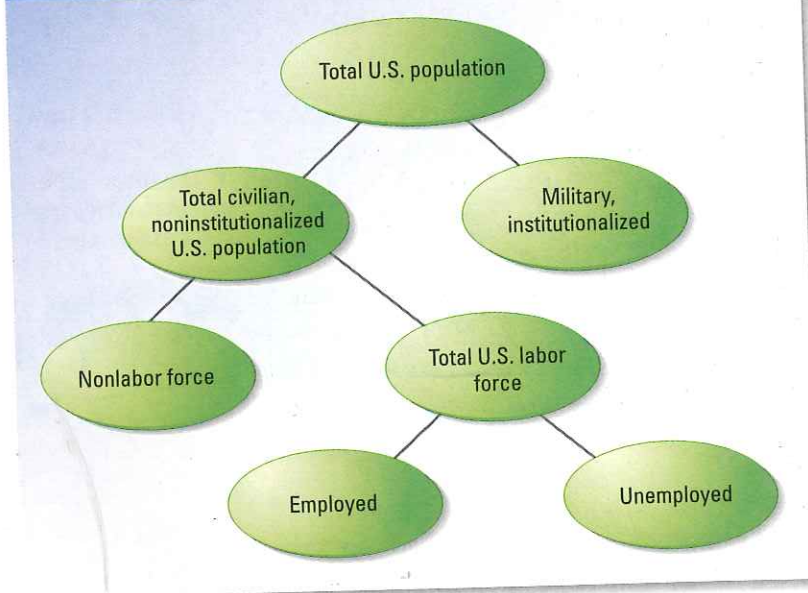 Total U.S. population
Total civilian,
noninstitutionalized
U.S. population
Military,
institutionalized
Nonlabor force
Total U.S. labor
force
Employed
Unemployed